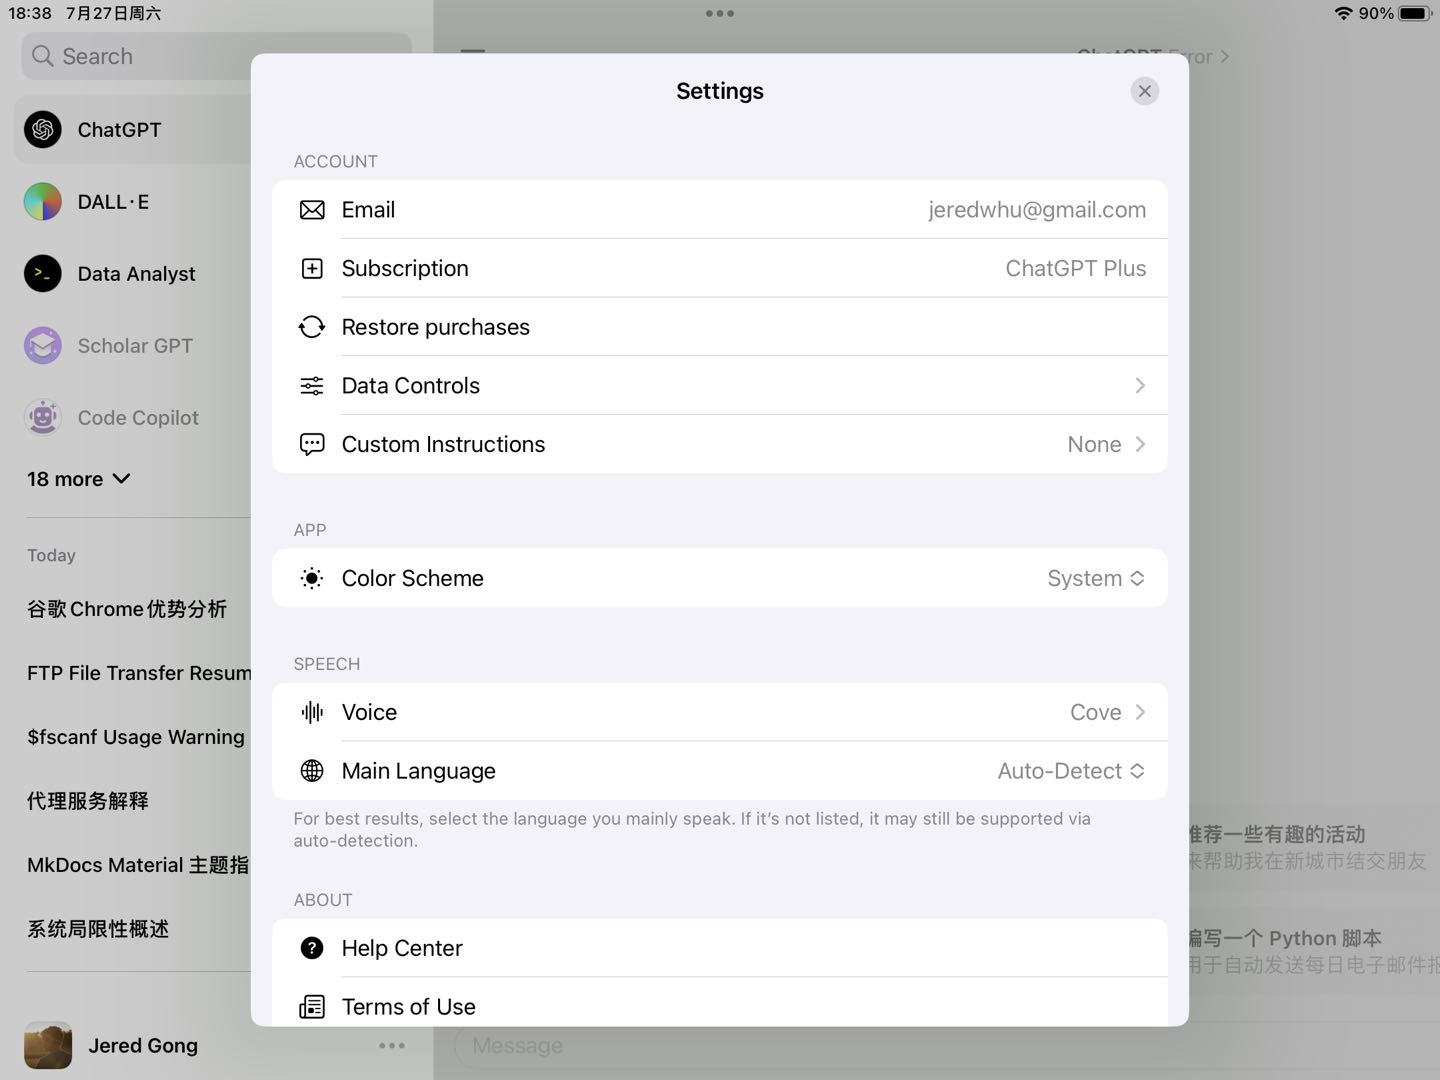 18:38 7月27日周六
90%
Search
ChatGPT
DALL·E
Data Analyst
Scholar GPT
Code Copilot
18 more
Today
谷歌Chrome优势分析
FTP File Transfer Resum
$fscanf Usage Warning
代理服务解释
MkDocs Material 主题指
系统局限性概述
Jered Gong
ChatGPT Error
Settings
ACCOUNT
Email jeredwhu@gmail.com
Subscription ChatGPT Plus
Restore purchases
Data Controls
Custom Instructions None
APP
Color Scheme System
SPEECH
Voice Cove
Main Language Auto-Detect
For best results, select the language you mainly speak. If it's not listed, it may still be supported via
auto-detection.
ABOUT
Help Center
Terms of Use
推荐一些有趣的活动
来帮助我在新城市结交朋友
编写一个 Python 脚本
用于自动发送每日电子邮件报
Message